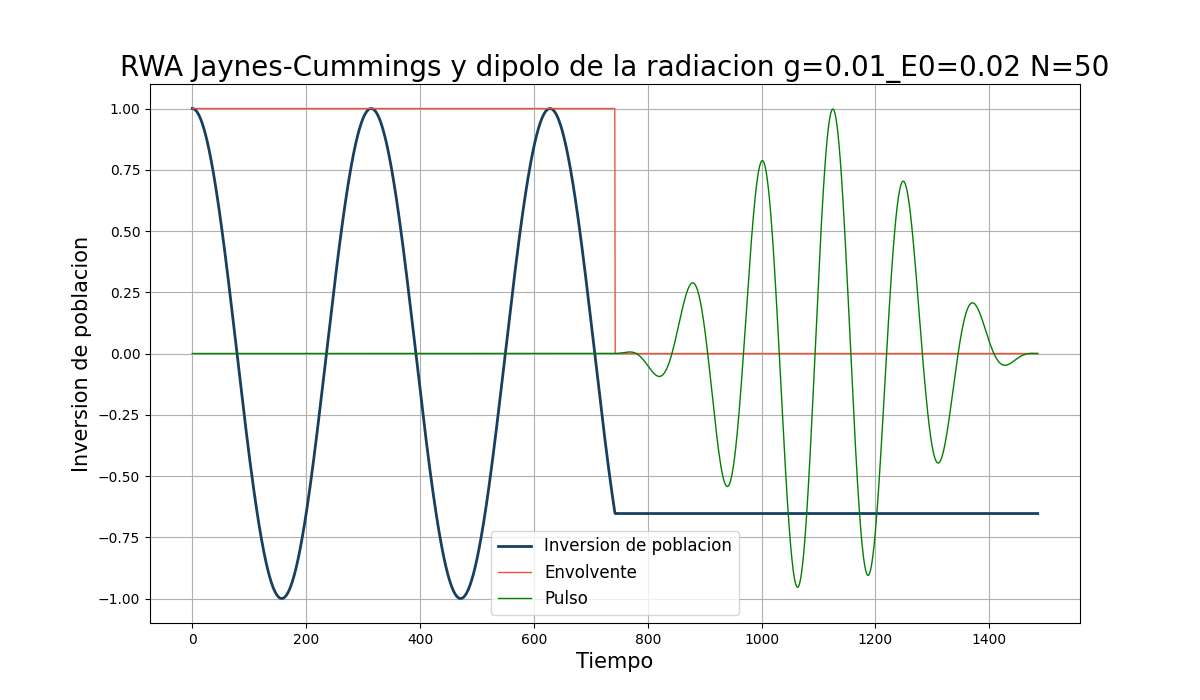 RWA Jaynes-Cummings y dipolo de la radiacion g=0.01_E0=0.02 N=50
Inversion de poblacion
1.00
0.75
0.50
0.25
0.00
−0.25
−0.50
−0.75
−1.00
Inversion de poblacion
Envolvente
Pulso
0 200 400 600 800 1000 1200 1400
Tiempo